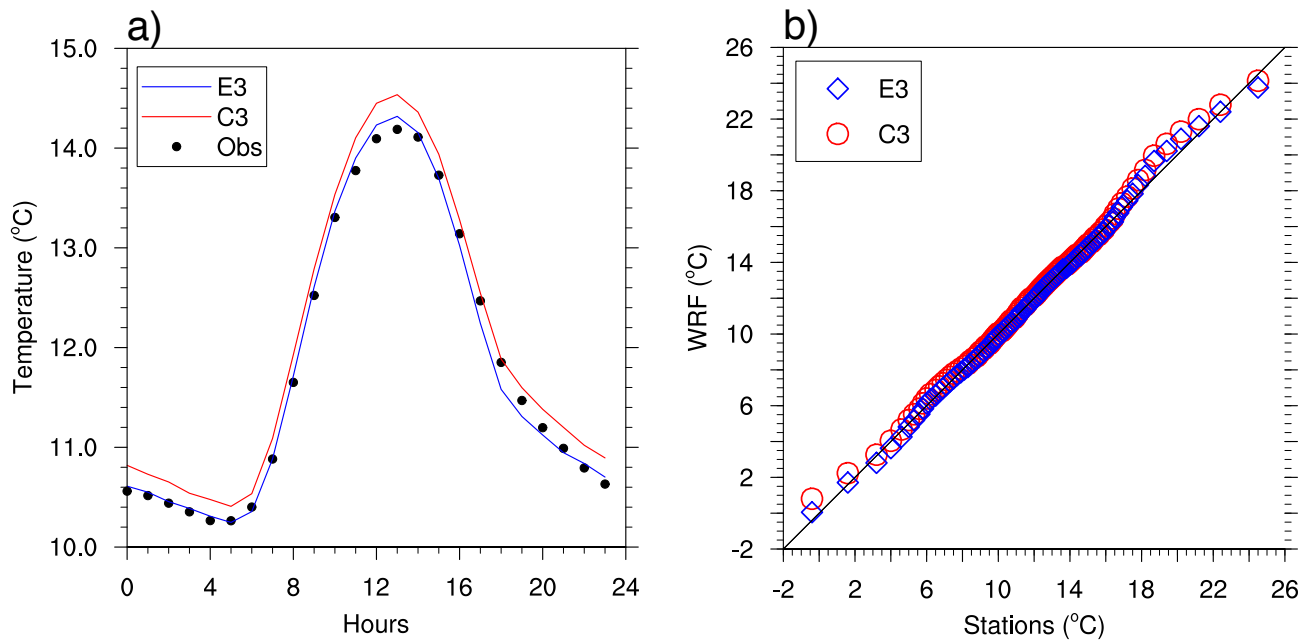 a)
Temperature (°C)
15.0
14.0
13.0
12.0
11.0
10.0
E3
C3
Obs
0 4 8 12 16 20 24
Hours
b)
WRF (°C)
26
22
18
14
10
6
2
-2
E3
C3
-2 2 6 10 14 18 22 26
Stations (°C)